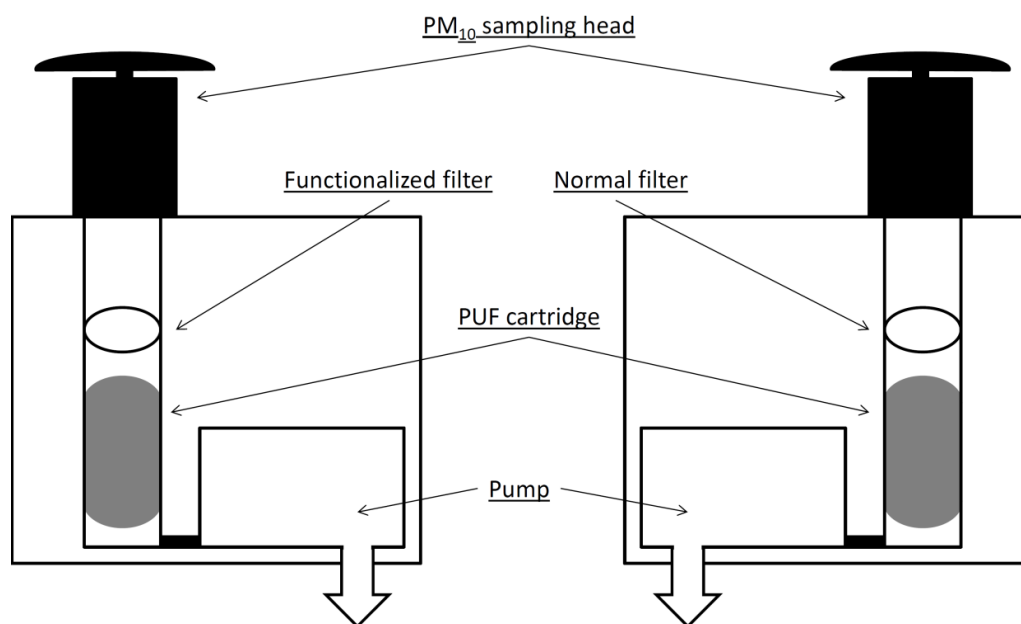 PM₁₀ sampling head
Functionalized filter
Normal filter
PUF cartridge
Pump